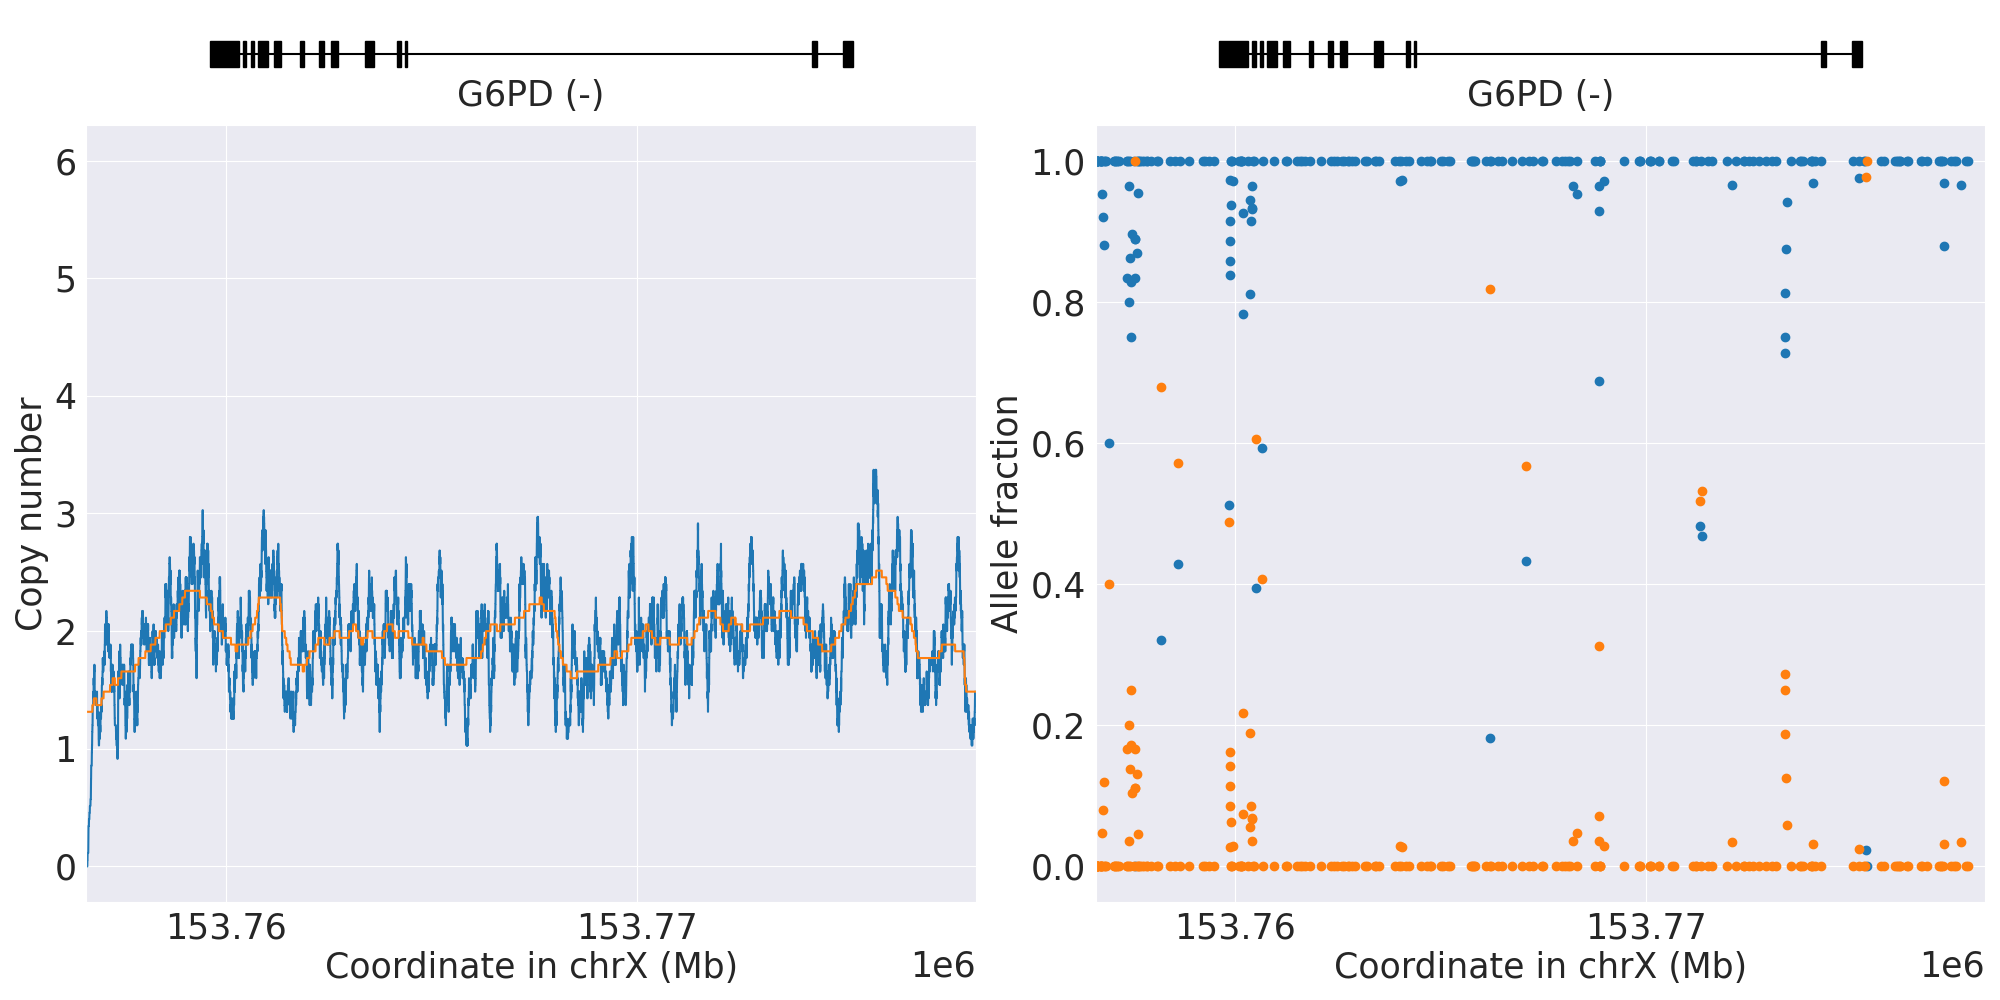 G6PD (-)
6
5
4
3
2
1
0
Copy number
153.76
153.77
Coordinate in chrX (Mb)
1e6
G6PD (-)
1.0
0.8
0.6
0.4
0.2
0.0
Allele fraction
153.76
153.77
Coordinate in chrX (Mb)
1e6